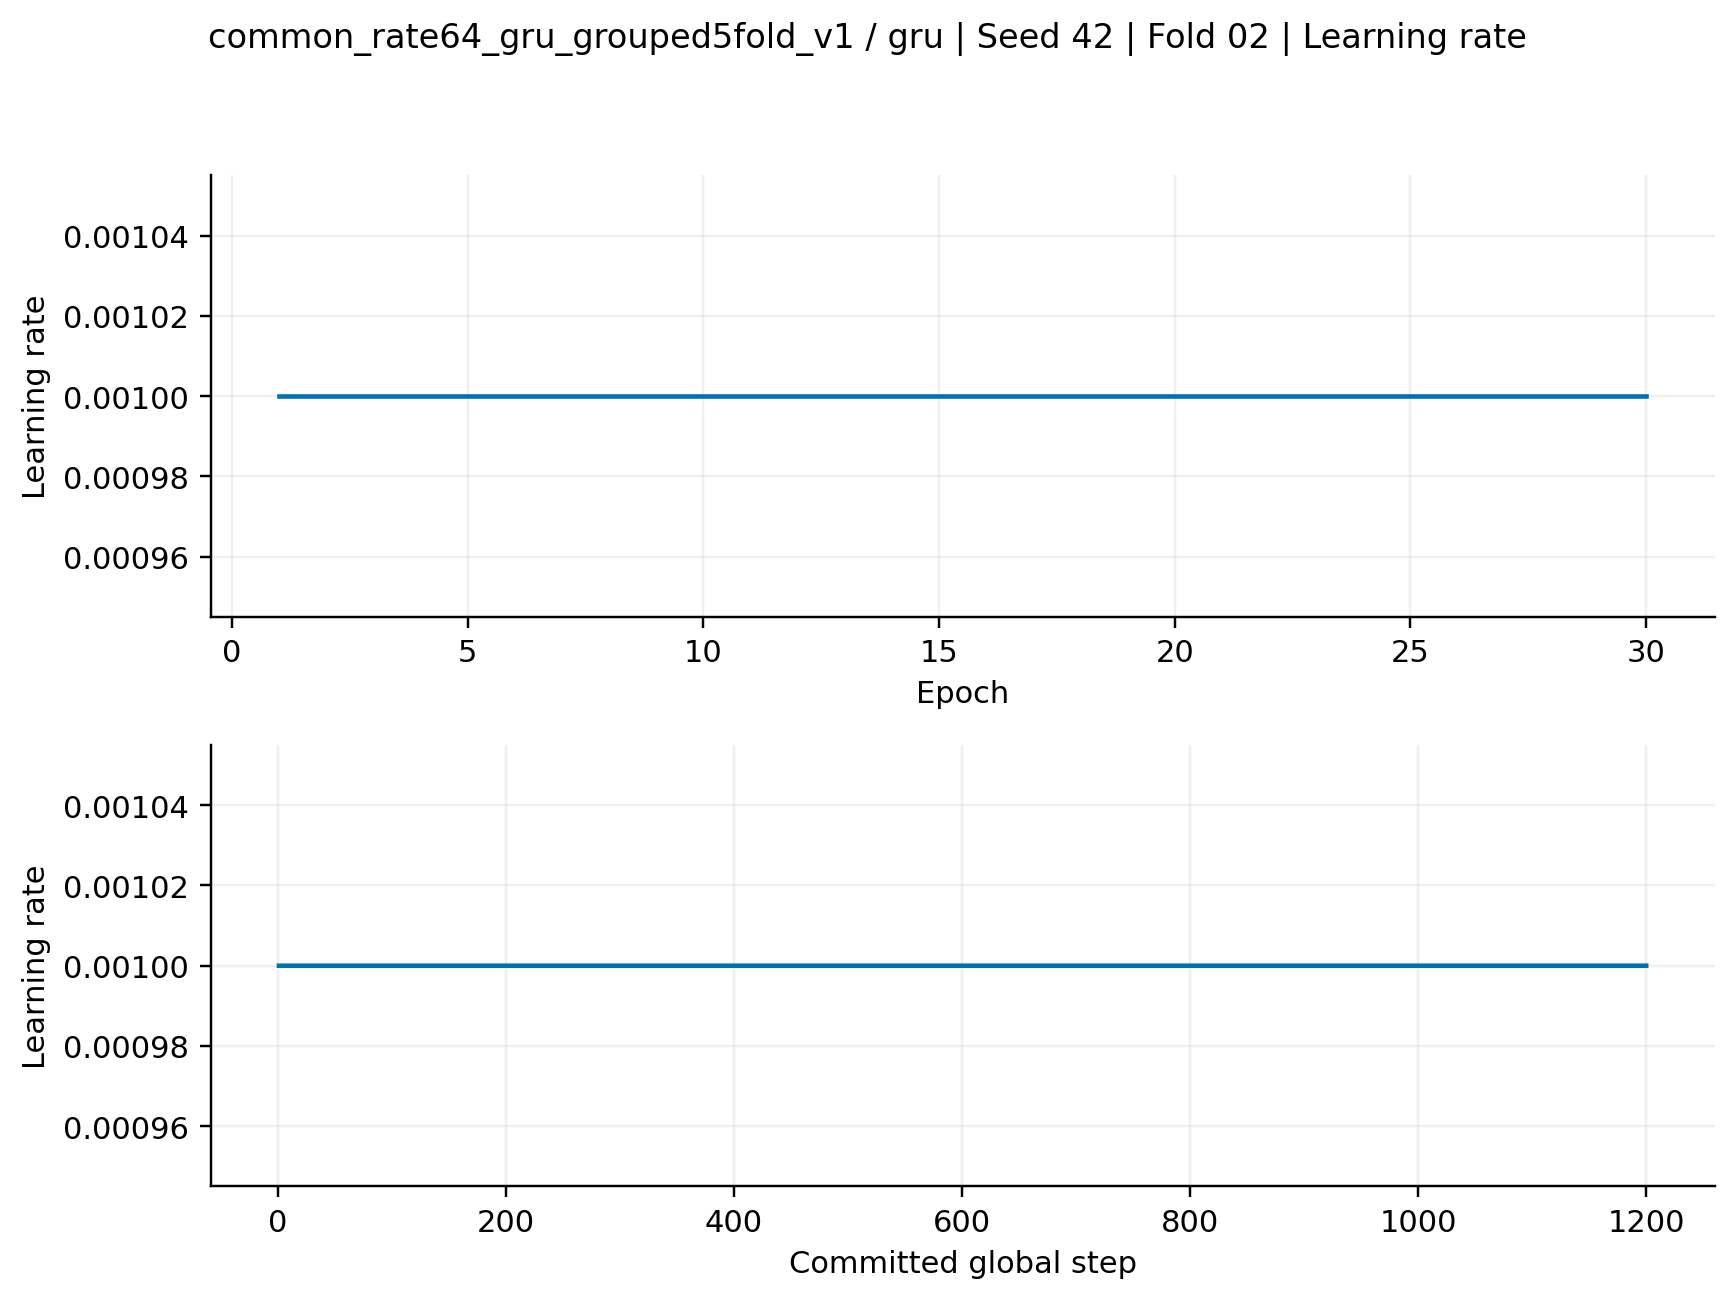 common_rate64_gru_grouped5fold_v1 / gru | Seed 42 | Fold 02 | Learning rate
Learning rate
0.00104
0.00102
0.00100
0.00098
0.00096
0 5 10 15 20 25 30
Epoch
Learning rate
0.00104
0.00102
0.00100
0.00098
0.00096
0 200 400 600 800 1000 1200
Committed global step